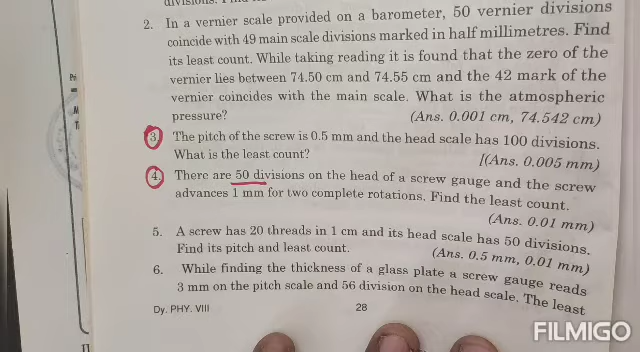 2. In a vernier scale provided on a barometer, 50 vernier divisions
coincide with 49 main scale divisions marked in half millimetres. Find
its least count. While taking reading it is found that the zero of the
vernier lies between 74.50 cm and 74.55 cm and the 42 mark of the
vernier coincides with the main scale. What is the atmospheric
pressure? (Ans. 0.001 cm, 74.542 cm)
3. The pitch of the screw is 0.5 mm and the head scale has 100 divisions.
What is the least count? [(Ans. 0.005 mm)
4. There are 50 divisions on the head of a screw gauge and the screw
advances 1 mm for two complete rotations. Find the least count.
(Ans. 0.01 mm)
5. A screw has 20 threads in 1 cm and its head scale has 50 divisions.
Find its pitch and least count. (Ans. 0.5 mm, 0.01 mm)
6. While finding the thickness of a glass plate a screw gauge reads
3 mm on the pitch scale and 56 division on the head scale. The least
Dy. PHY. VIII 28
FILMIGO